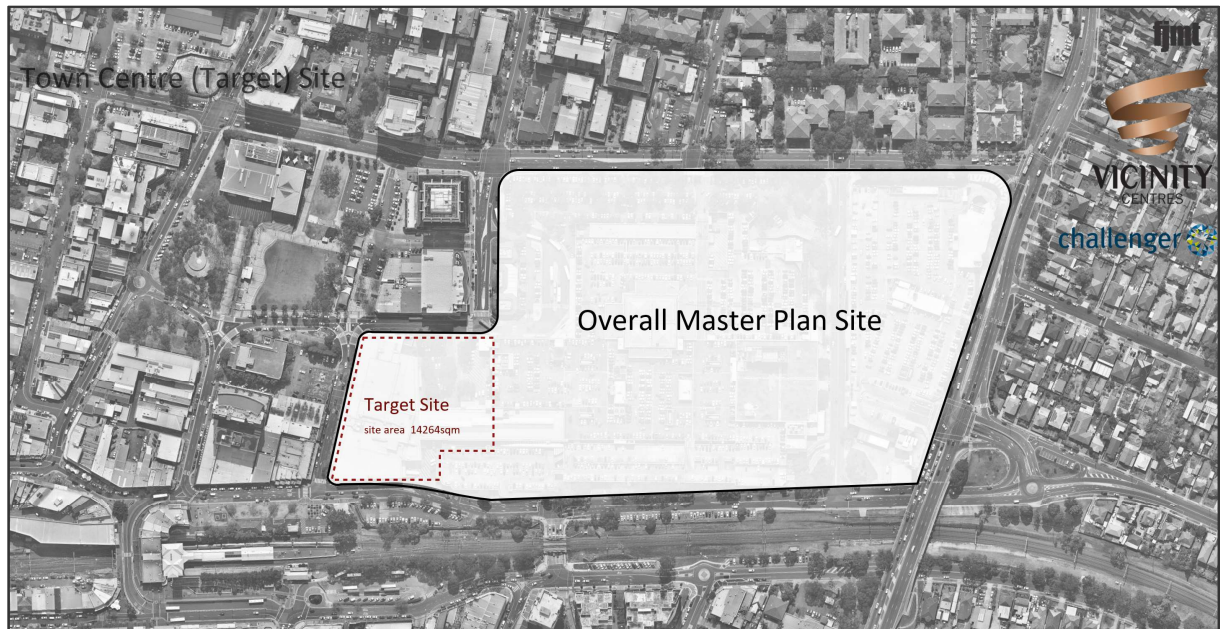 fjmt
Town Centre (Target) Site
VICINITY
CENTRES
challenger
Overall Master Plan Site
Target Site
site area 14264sqm